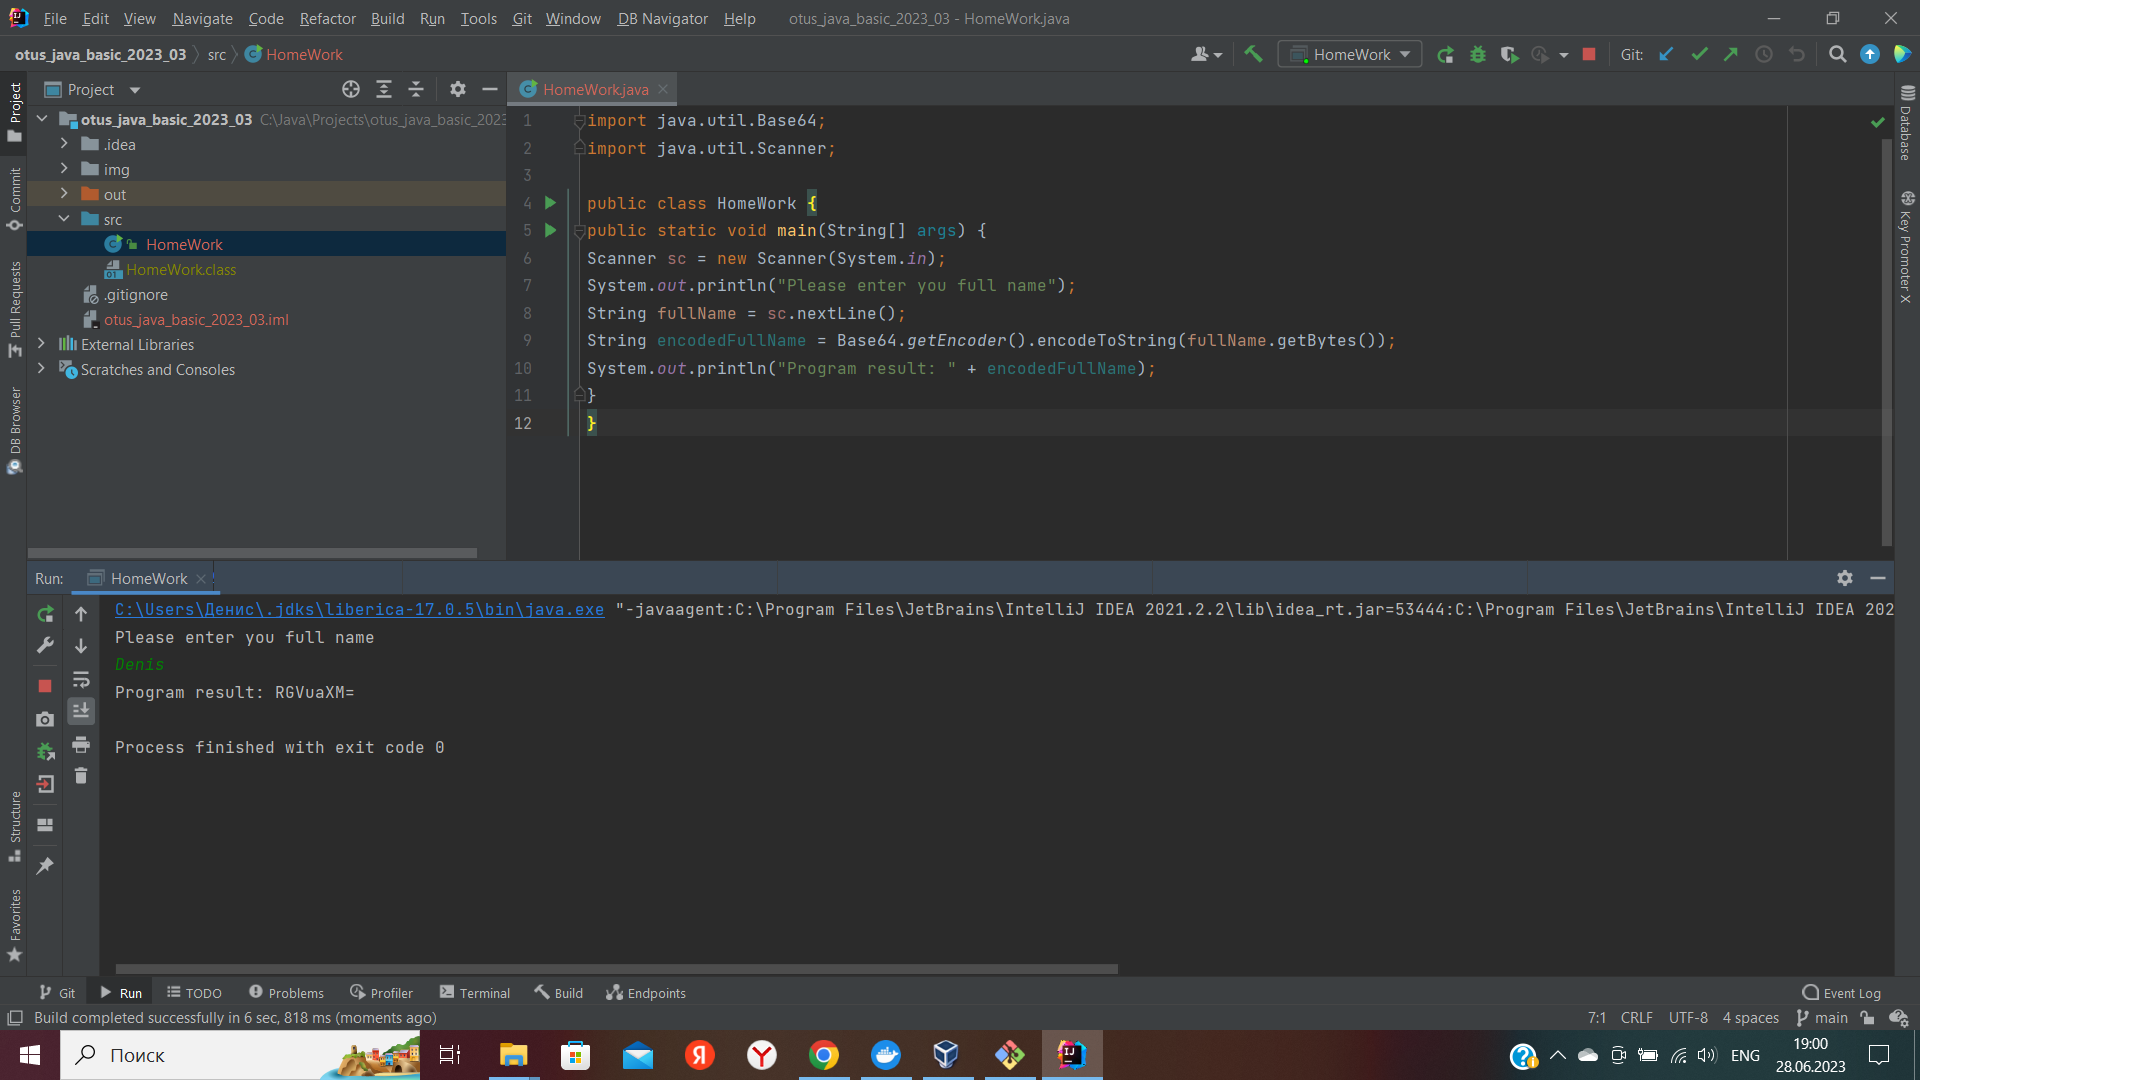 File Edit View Navigate Code Refactor Build Run Tools Git Window DB Navigator Help otus_java_basic_2023_03 - HomeWork.java
otus_java_basic_2023_03 src HomeWork
HomeWork Git:
Project
HomeWork.java
otus_java_basic_2023_03 C:\Java\Projects\otus_java_basic_2023
.idea
img
out
src
HomeWork
HomeWork.class
.gitignore
otus_java_basic_2023_03.iml
External Libraries
Scratches and Consoles
Project
Commit
Pull Requests
DB Browser
Structure
Favorites
1 import java.util.Base64;
2 import java.util.Scanner;
3
4 public class HomeWork {
5 public static void main(String[] args) {
6 Scanner sc = new Scanner(System.in);
7 System.out.println("Please enter you full name");
8 String fullName = sc.nextLine();
9 String encodedFullName = Base64.getEncoder().encodeToString(fullName.getBytes());
10 System.out.println("Program result: " + encodedFullName);
11 }
12 }
Database
Key Promoter X
Run: HomeWork
C:\Users\Денис\.jdks\liberica-17.0.5\bin\java.exe "-javaagent:C:\Program Files\JetBrains\IntelliJ IDEA 2021.2.2\lib\idea_rt.jar=53444:C:\Program Files\JetBrains\IntelliJ IDEA 202
Please enter you full name
Denis
Program result: RGVuaXM=
Process finished with exit code 0
Git Run TODO Problems Profiler Terminal Build Endpoints Event Log
Build completed successfully in 6 sec, 818 ms (moments ago) 7:1 CRLF UTF-8 4 spaces main
Поиск
ENG
19:00
28.06.2023